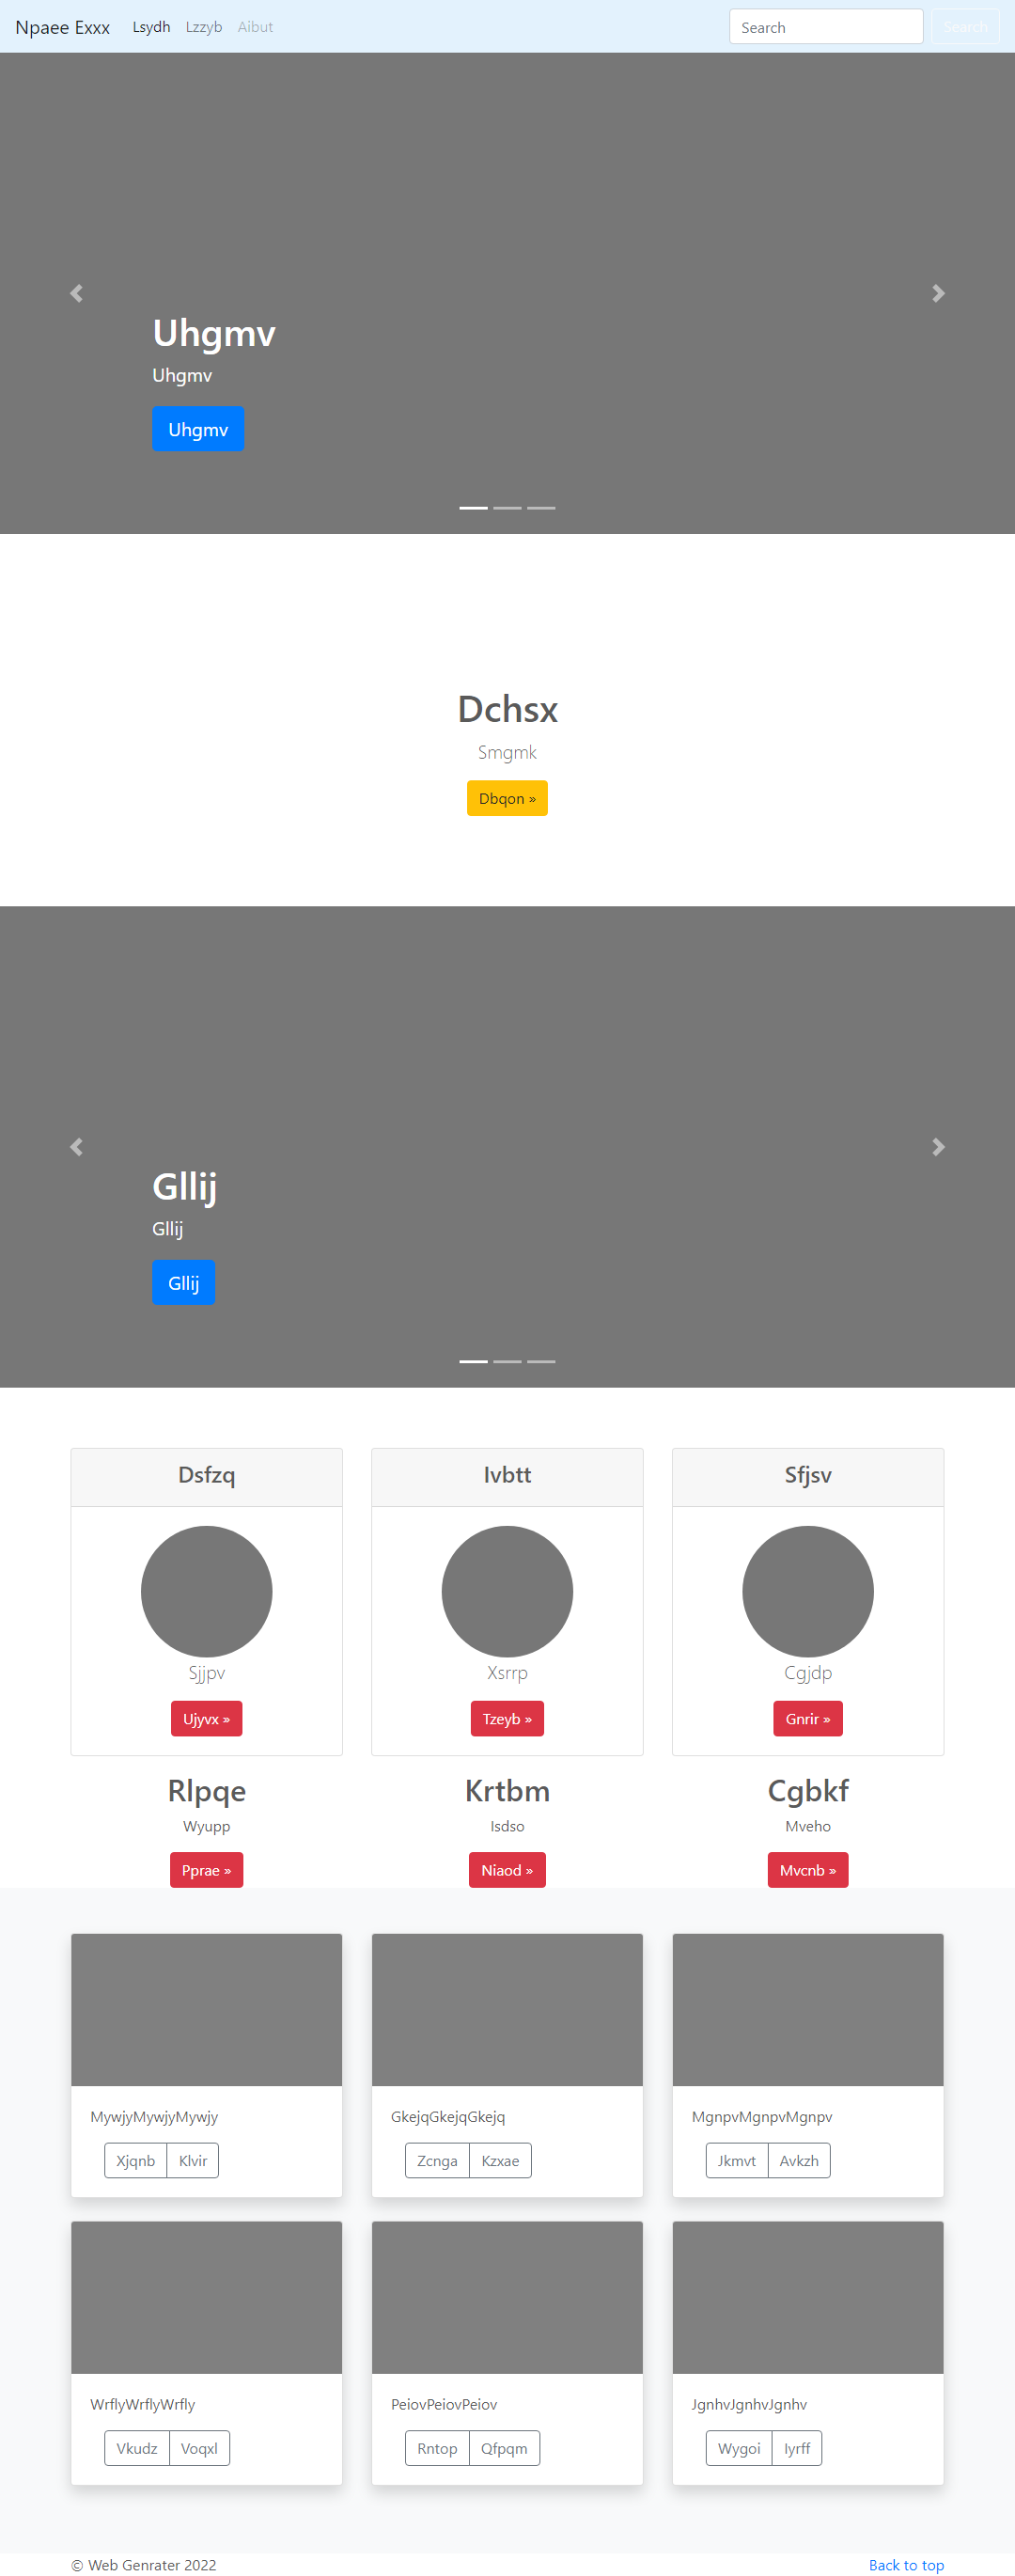 Npaee Exxx Lsydh Lzzyb Aibut Search Search
Uhgmv
Uhgmv
Uhgmv
Dchsx
Smgmk
Dbqon »
Gllij
Gllij
Gllij
Dsfzq Ivbtt Sfjsv
Sjjpv Xsrrp Cgjdp
Ujyvx » Tzeyb » Gnrir »
Rlpqe Krtbm Cgbkf
Wyupp Isdso Mveho
Pprae » Niaod » Mvcnb »
MywjyMywjyMywjy GkejqGkejqGkejq MgnpvMgnpvMgnpv
Xjqnb Klvir Zcnga Kzxae Jkmvt Avkzh
WrflyWrflyWrfly PeiovPeiovPeiov JgnhvJgnhvJgnhv
Vkudz Voqxl Rntop Qfpqm Wygoi Iyrff
© Web Genrater 2022 Back to top